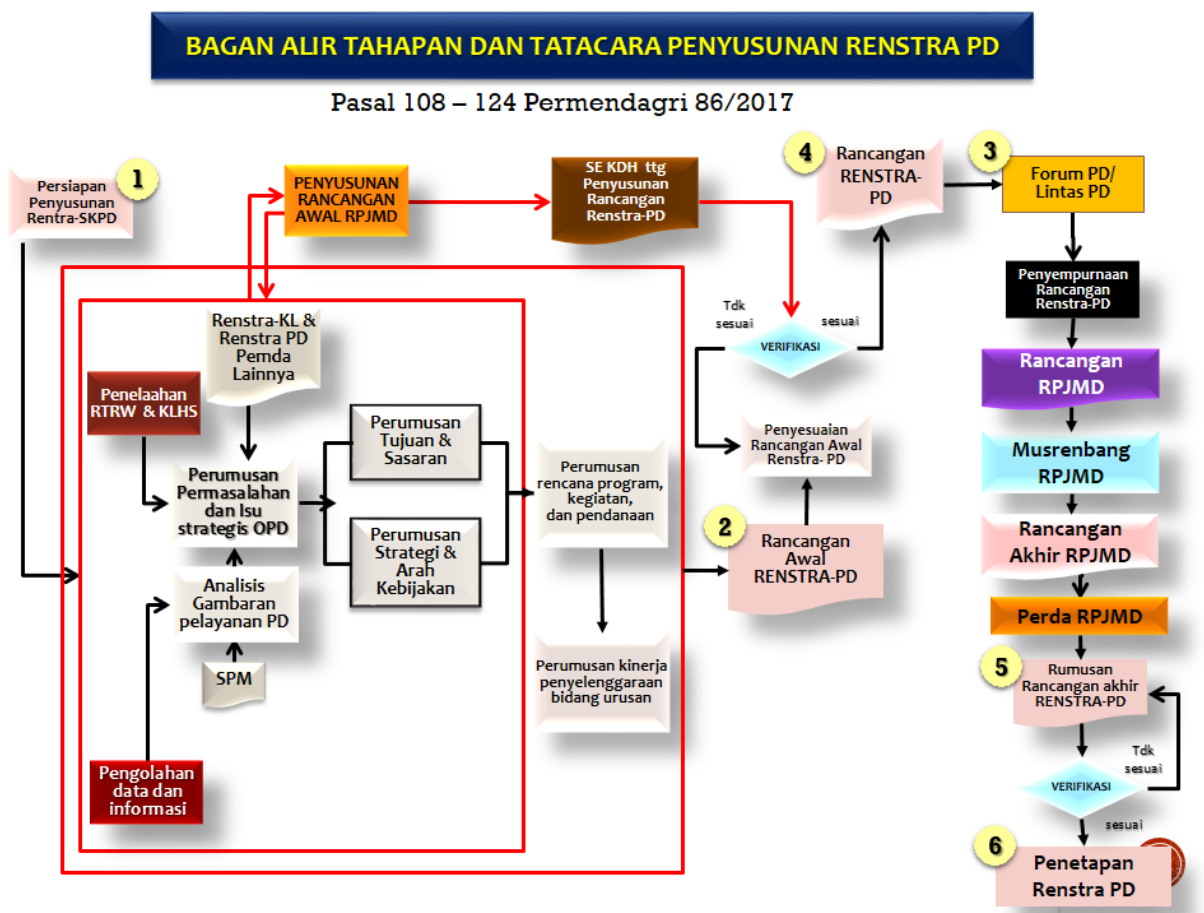 BAGAN ALIR TAHAPAN DAN TATACARA PENYUSUNAN RENSTRA PD
Pasal 108 – 124 Permendagri 86/2017
1
Persiapan
Penyusunan
Rentra-SKPD
PENYUSUNAN
RANCANGAN
AWAL RPJMD
SE KDH ttg
Penyusunan
Rancangan
Renstra-PD
4
Rancangan
RENSTRA-
PD
3
Forum PD/
Lintas PD
Penyempurnaan
Rancangan
Renstra-PD
Rancangan
RPJMD
Musrenbang
RPJMD
Rancangan
Akhir RPJMD
Perda RPJMD
5
Rumusan
Rancangan akhir
RENSTRA-PD
Tdk
sesuai
VERIFIKASI
sesuai
6
Penetapan
Renstra PD
Tdk
sesuai
sesuai
VERIFIKASI
Penyesuaian
Rancangan Awal
Renstra- PD
2
Rancangan
Awal
RENSTRA-PD
Renstra-KL &
Renstra PD
Pemda
Lainnya
Penelaahan
RTRW & KLHS
Perumusan
Permasalahan
dan Isu
strategis OPD
Analisis
Gambaran
pelayanan PD
SPM
Pengolahan
data dan
informasi
Perumusan
Tujuan &
Sasaran
Perumusan
Strategi &
Arah
Kebijakan
Perumusan
rencana program,
kegiatan,
dan pendanaan
Perumusan kinerja
penyelenggaraan
bidang urusan